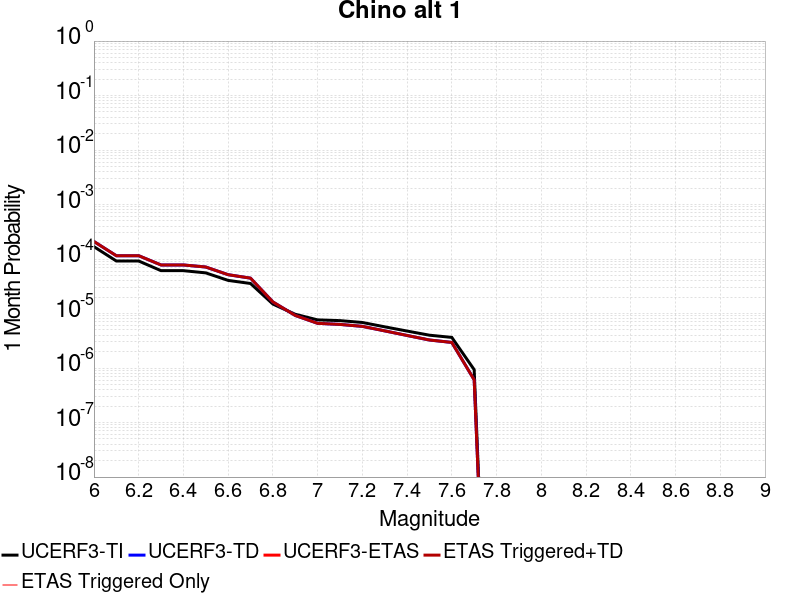 Chino alt 1
10^0
10^-1
10^-2
10^-3
10^-4
10^-5
10^-6
10^-7
10^-8
1 Month Probability
6 6.2 6.4 6.6 6.8 7 7.2 7.4 7.6 7.8 8 8.2 8.4 8.6 8.8 9
Magnitude
UCERF3-TI UCERF3-TD UCERF3-ETAS ETAS Triggered+TD
ETAS Triggered Only